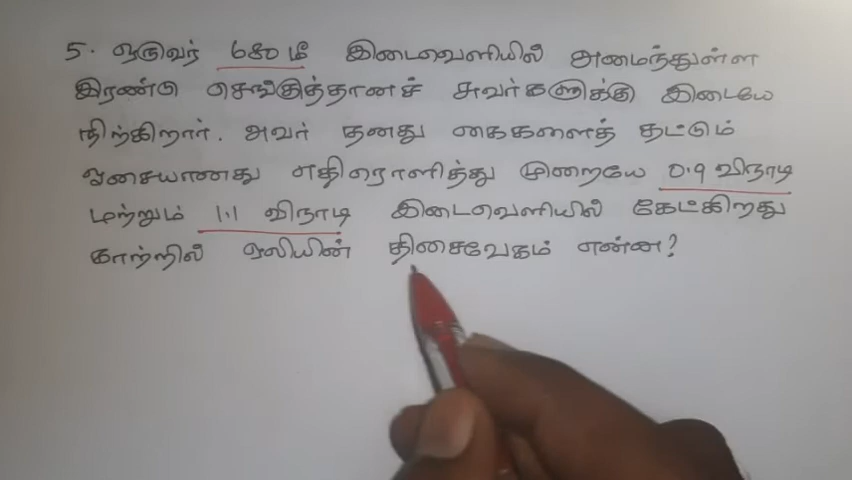 5. ஒருவர் 680 மீ இடைவெளியில் அமைந்துள்ள
இரண்டு செங்குத்தானச் சுவர்களுக்கு இடையே
நிற்கிறார். அவர் தனது கைகளைத் தட்டும்
ஓசையானது எதிரொளித்து முறையே 0.9 விநாடி
மற்றும் 1.1 விநாடி இடைவெளியில் கேட்கிறது
காற்றில் ஒலியின் திசைவேகம் என்ன?